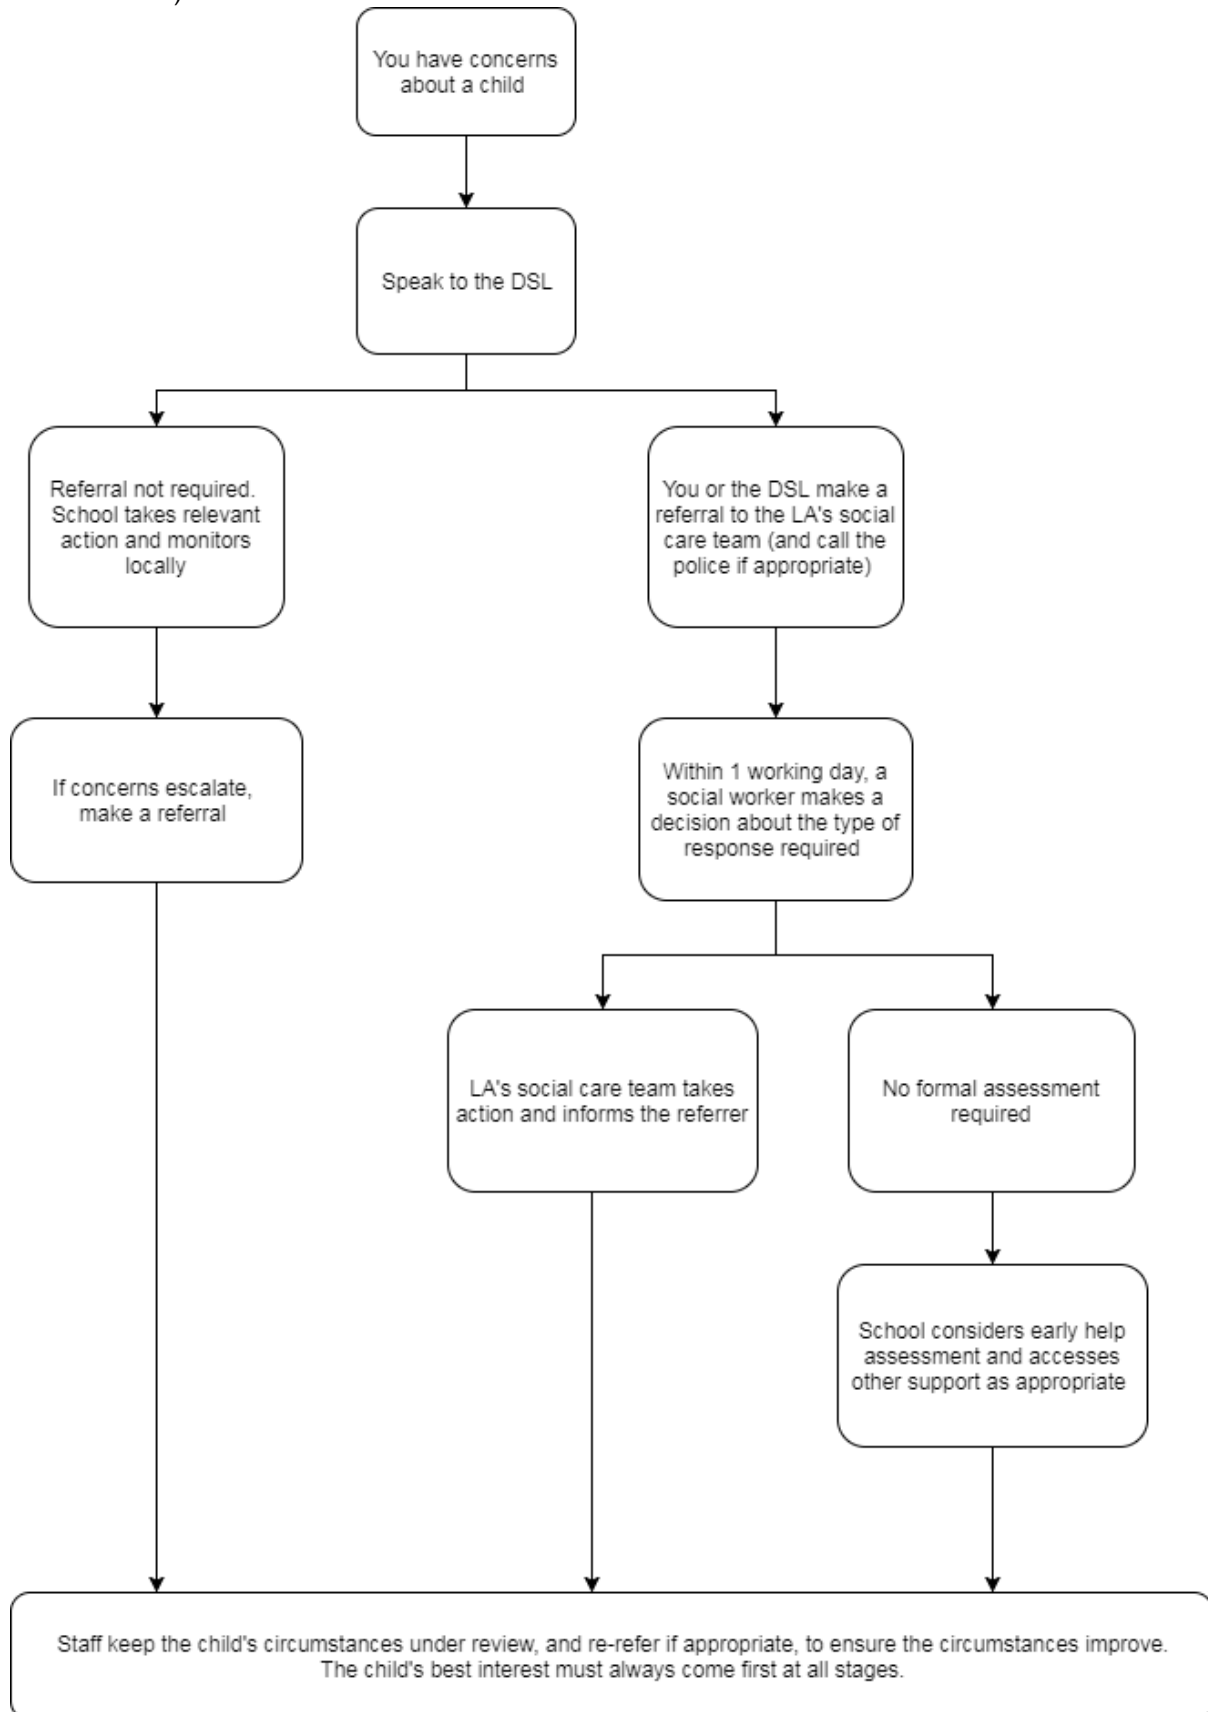 You have concerns
about a child
Speak to the DSL
Referral not required.
School takes relevant
action and monitors
locally
You or the DSL make a
referral to the LA's social
care team (and call the
police if appropriate)
If concerns escalate,
make a referral
Within 1 working day, a
social worker makes a
decision about the type of
response required
LA's social care team takes
action and informs the referrer
No formal assessment
required
School considers early help
assessment and accesses
other support as appropriate
Staff keep the child's circumstances under review, and re-refer if appropriate, to ensure the circumstances improve.
The child's best interest must always come first at all stages.